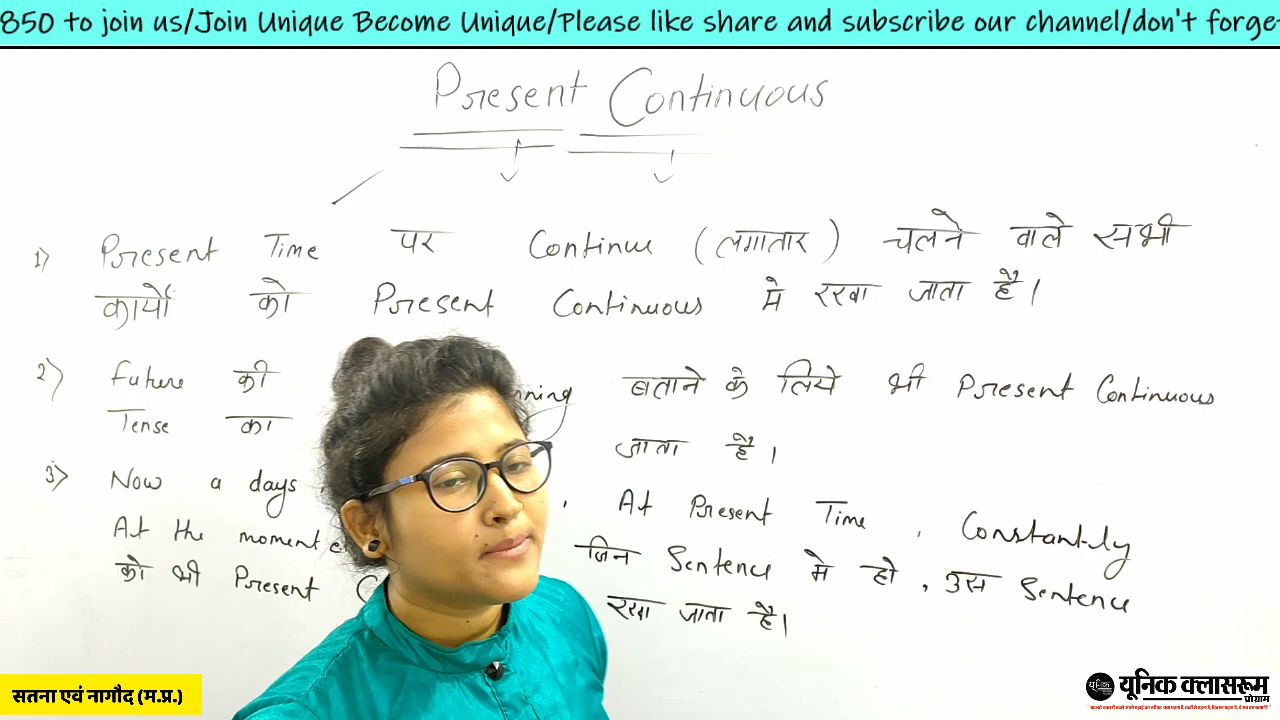 850 to join us/Join Unique Become Unique/Please like share and subscribe our channel/don't forge
Present Continuous
1) Present Time पर Continue (लगातार) चलने वाले सभी
कार्यो को Present Continuous मे रखा जाता है।
2) Future की nning बताने के लिये भी Present Continuous
Tense का जाता है।
3) Now a days , At Present Time , Constantly
At the moment जिन Sentence मे हो , उस Sentence
को भी Present C रखा जाता है।
सतना एवं नागौद (म.प्र.)
यूनिक क्लासरूम
प्रोग्राम